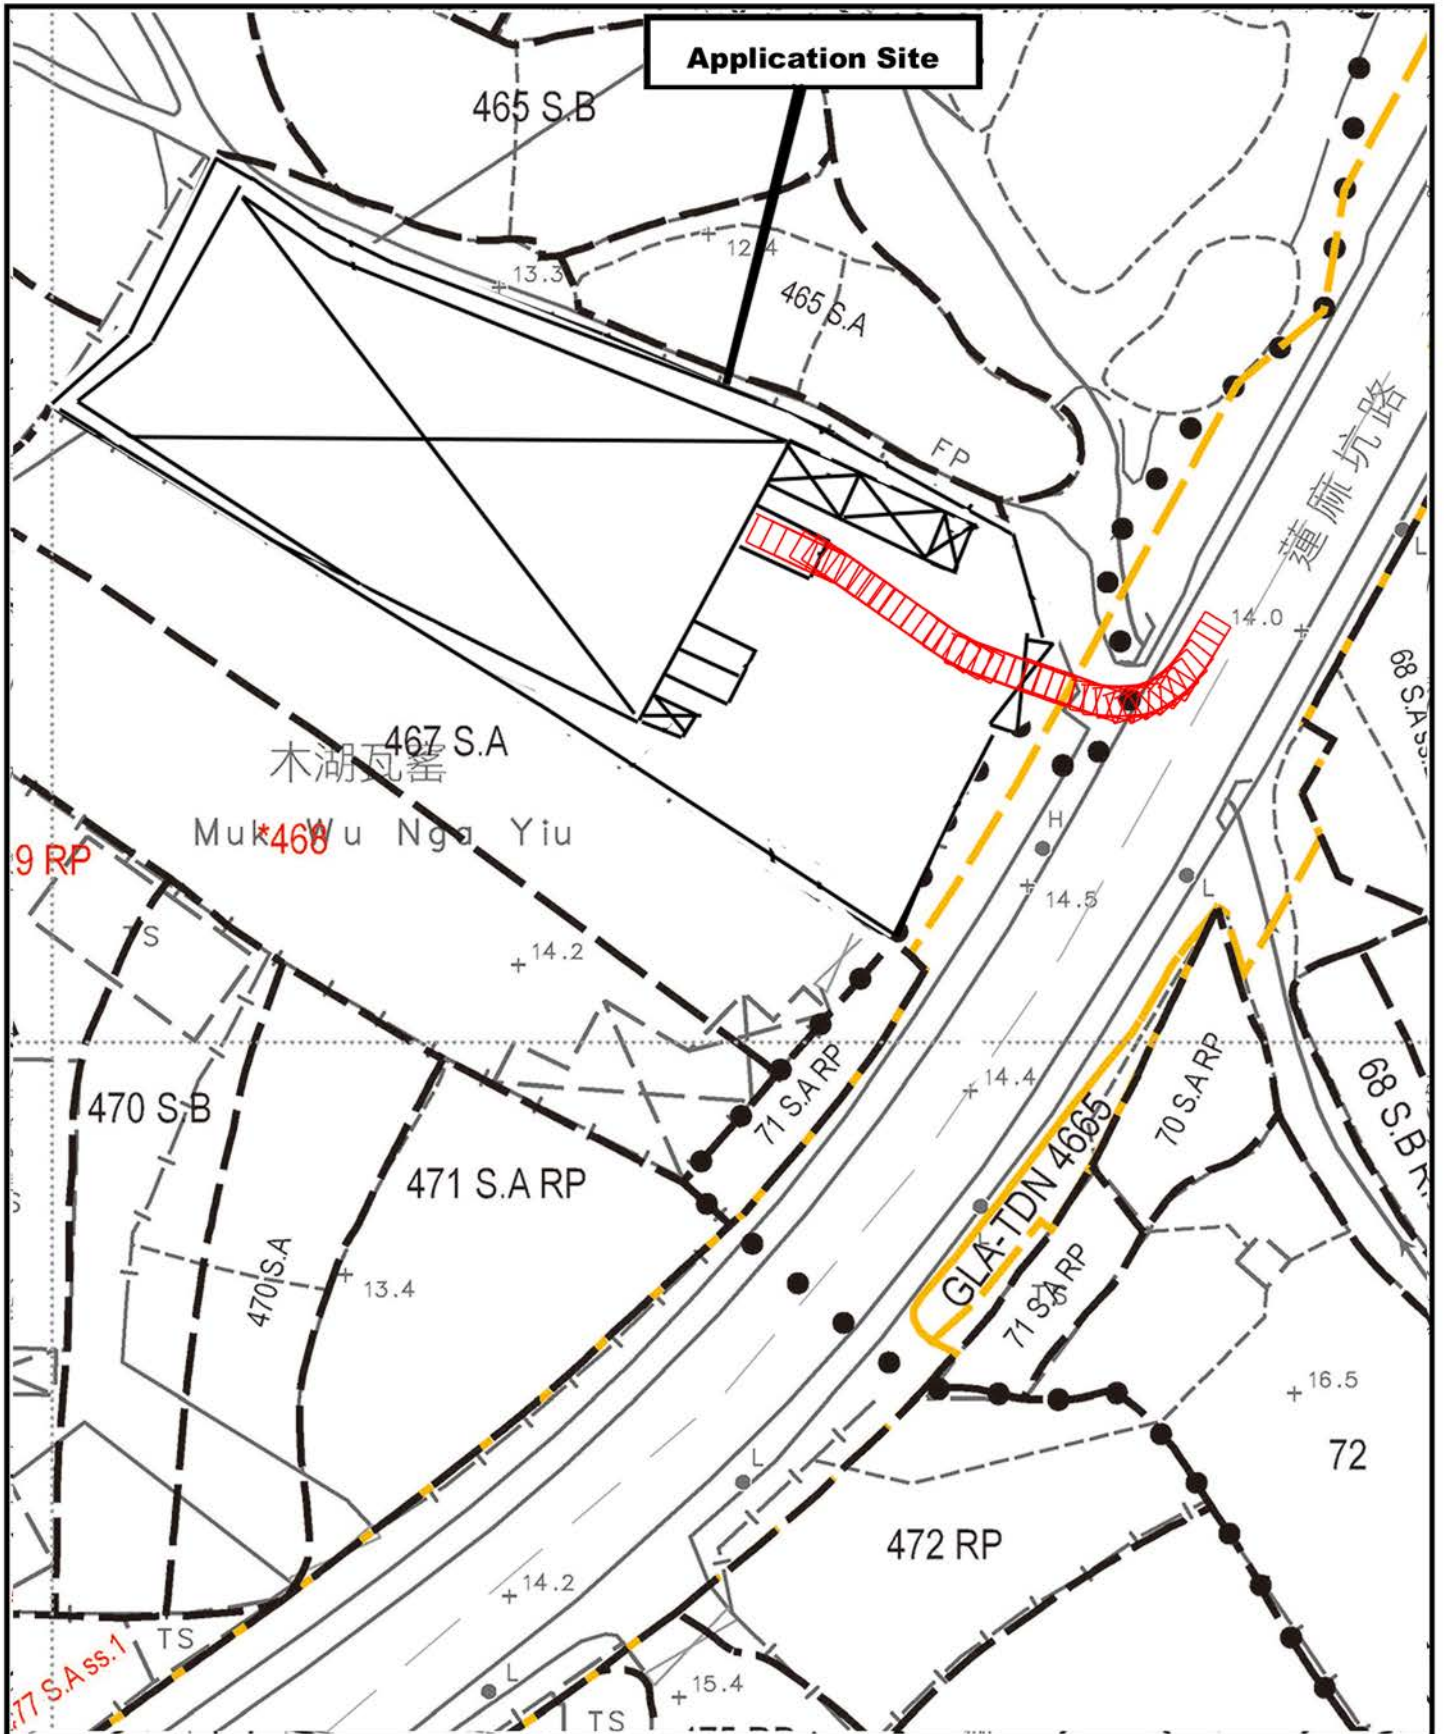 Application Site
465 S.B
12.4
13.3
465 S.A
FP
蓮麻坑路
L
14.0
68 S.A ss.
467 S.A
木湖瓦窰
Muk Wu Nga Yiu
*468
9 RP
H
14.5
L
TS
14.2
14.4
71 S.A RP
70 S.A RP
68 S.B R
470 S.B
GLA-TDN 4665
471 S.A RP
470 S.A
13.4
71 S.A RP
16.5
72
L
472 RP
14.2
TS
77 S.A ss.1
L
15.4
TS